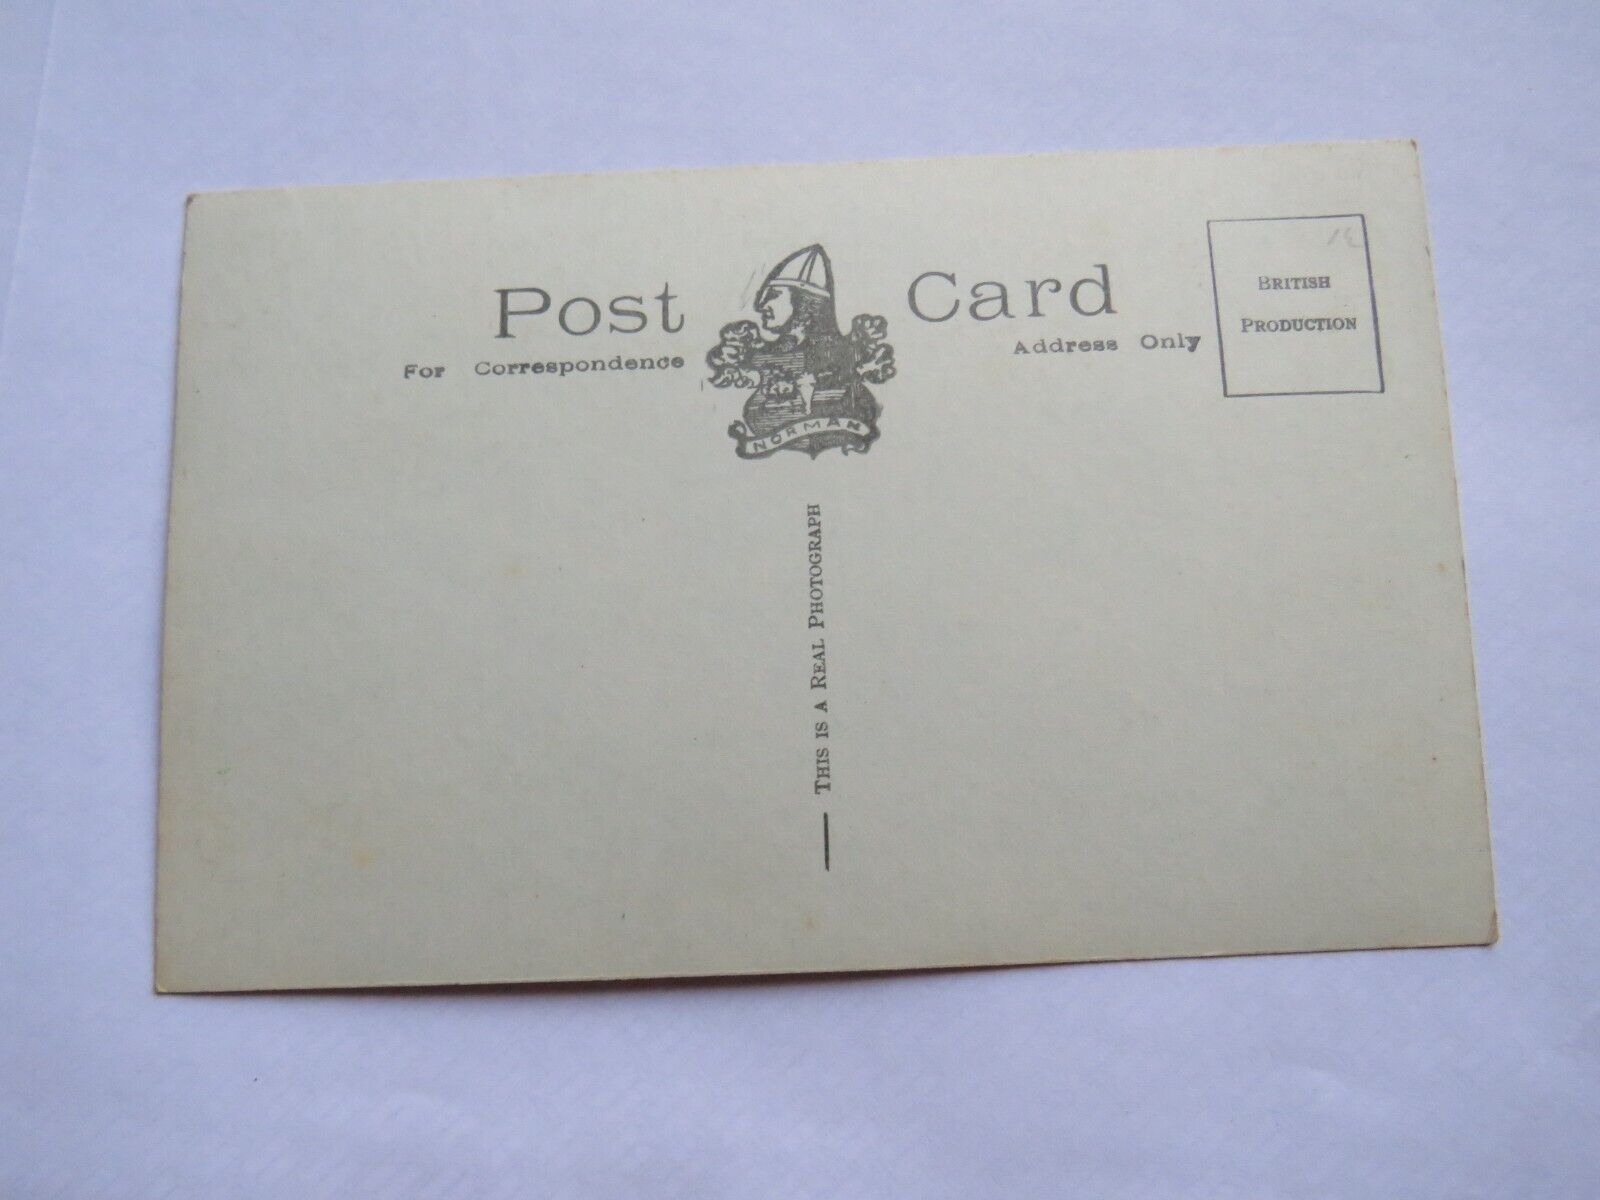 Post Card
For Correspondence
Address Only
BRITISH
PRODUCTION
NORMAN
THIS IS A REAL PHOTOGRAPH